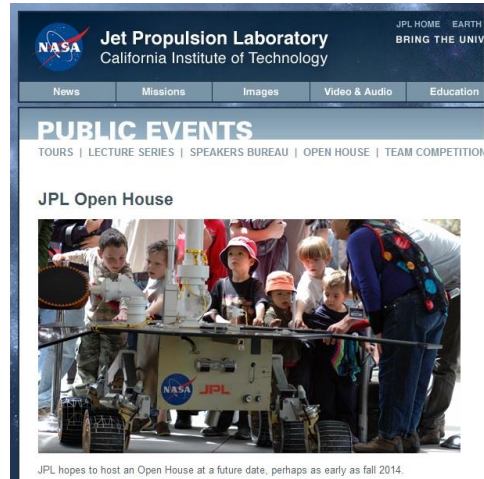 JPL HOME EARTH
NASA
Jet Propulsion Laboratory
BRING THE UNIV
California Institute of Technology
News Missions Images Video & Audio Education
PUBLIC EVENTS
TOURS | LECTURE SERIES | SPEAKERS BUREAU | OPEN HOUSE | TEAM COMPETITION
JPL Open House
NASA JPL
JPL hopes to host an Open House at a future date, perhaps as early as fall 2014.